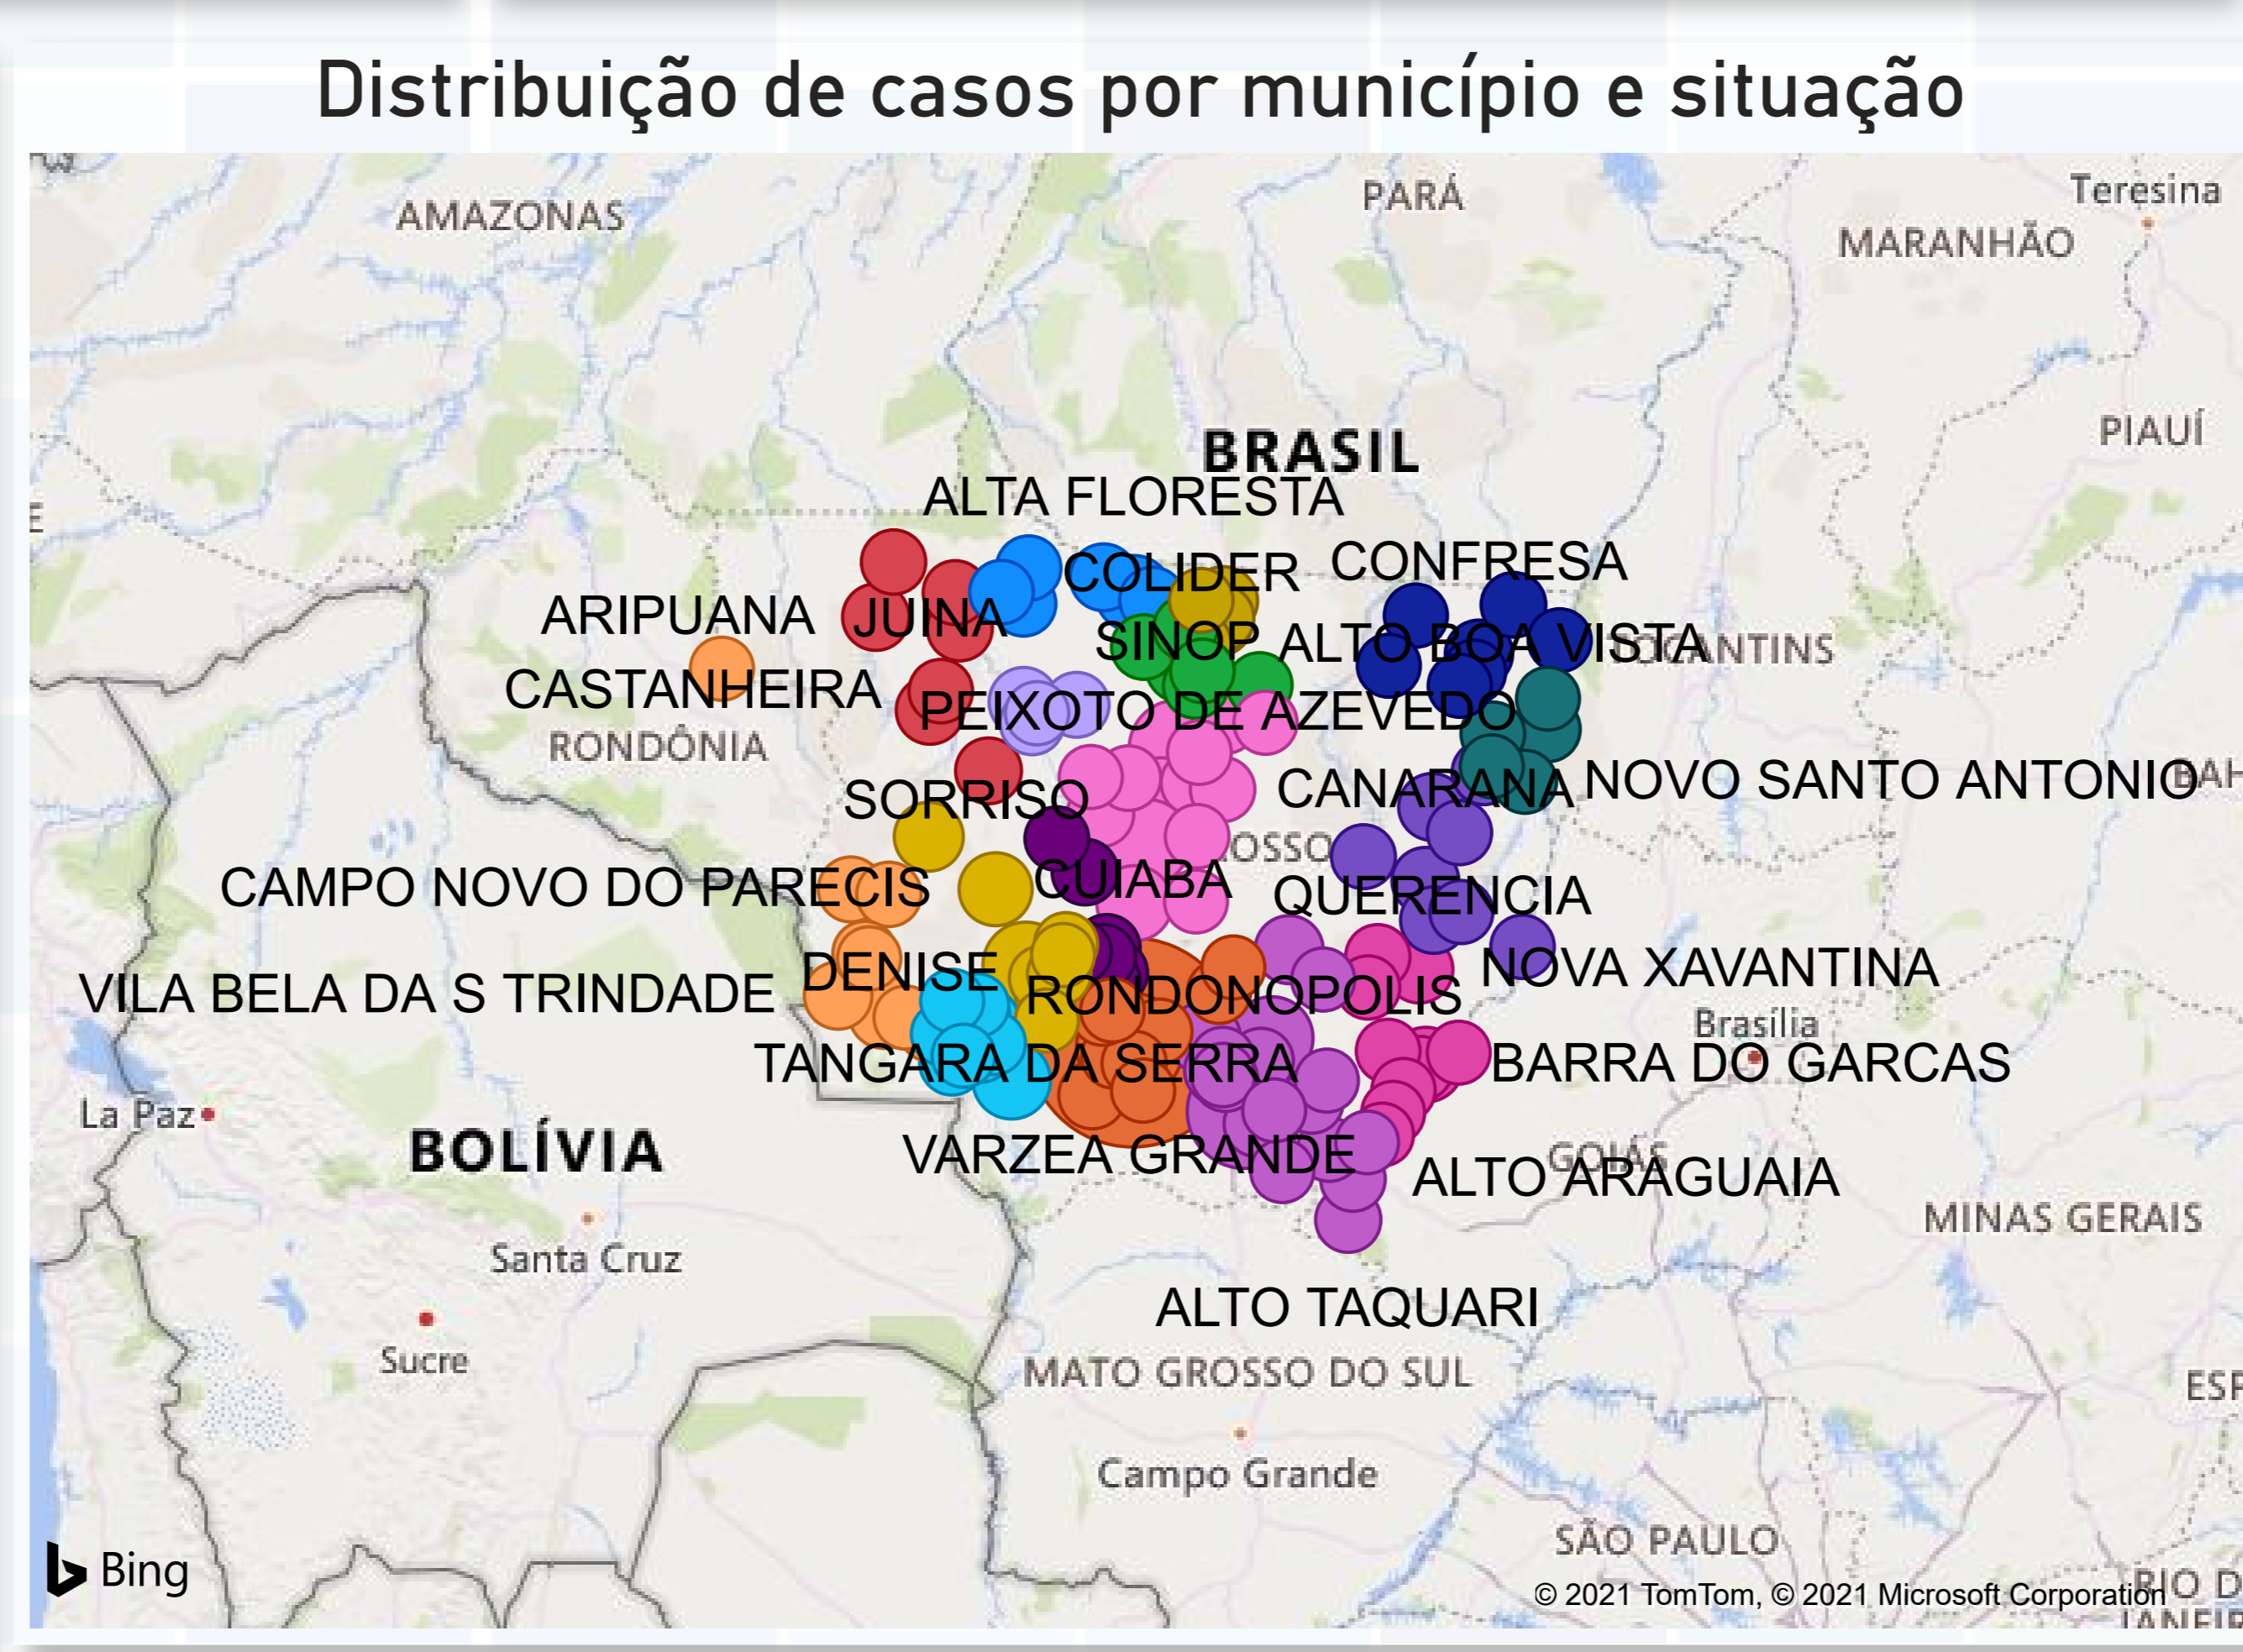 Distribuição de casos por município e situação
AMAZONAS
PARÁ
Teresina
MARANHÃO
PIAUÍ
BRASIL
ALTA FLORESTA
COLIDER
CONFRESA
ARIPUANA
JUINA
SINOP
ALTO BOA VISTA
CASTANHEIRA
PEIXOTO DE AZEVEDO
RONDÔNIA
CANARANA
NOVO SANTO ANTONIO
SORRISO
OSSO
CAMPO NOVO DO PARECIS
CUIABA
QUERENCIA
DENISE
NOVA XAVANTINA
VILA BELA DA S TRINDADE
RONDONOPOLIS
Brasília
TANGARA DA SERRA
BARRA DO GARCAS
La Paz
BOLÍVIA
VARZEA GRANDE
GOIÁS
ALTO ARAGUAIA
MINAS GERAIS
Santa Cruz
ALTO TAQUARI
Sucre
MATO GROSSO DO SUL
ESP
Campo Grande
SÃO PAULO
Bing
© 2021 TomTom, © 2021 Microsoft Corporation
RIO D